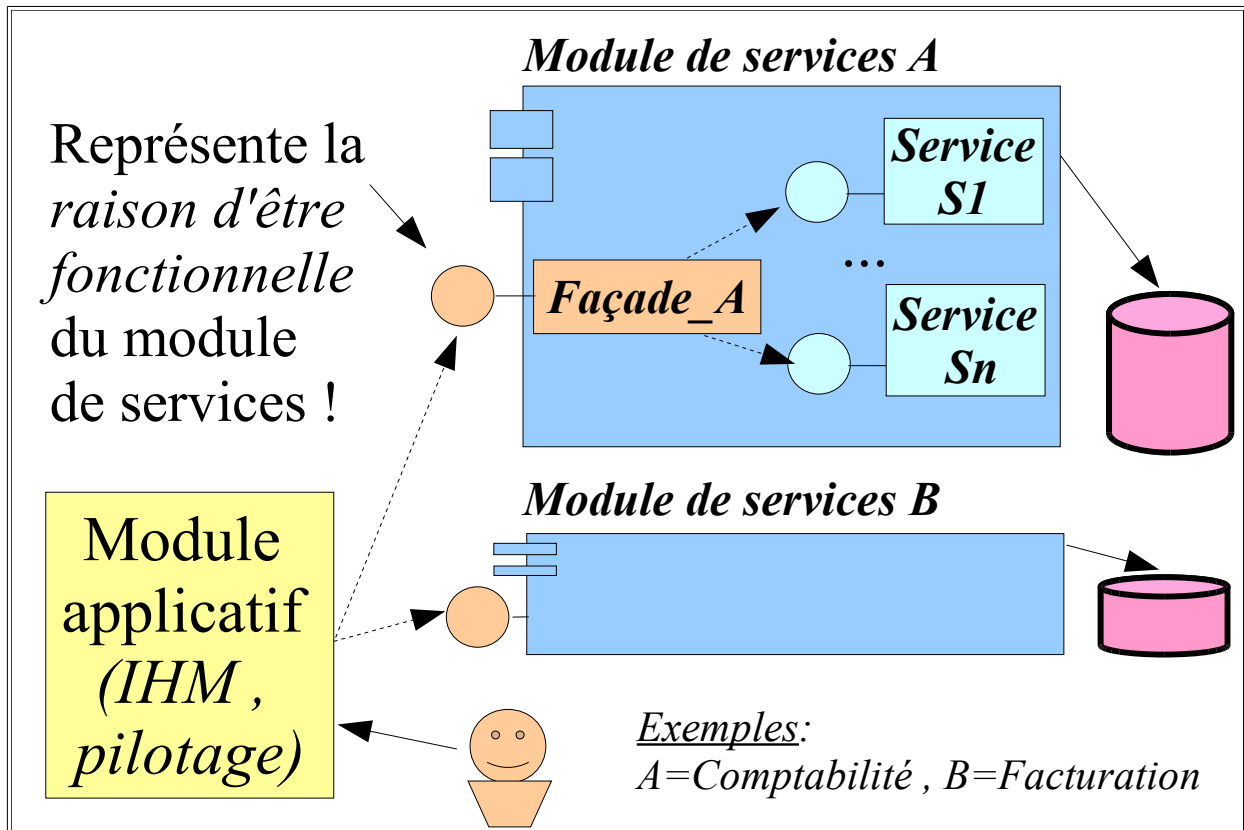 Module de services A
Représente la
raison d'être
fonctionnelle
du module
de services !
Service
S1
...
Façade_A
Service
Sn
Module de services B
Module
applicatif
(IHM ,
pilotage)
Exemples:
A=Comptabilité , B=Facturation